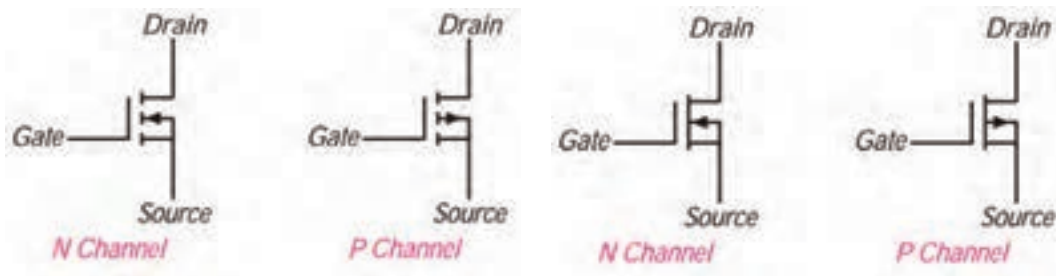 Drain
Gate
Source
N Channel
Drain
Gate
Source
P Channel
Drain
Gate
Source
N Channel
Drain
Gate
Source
P Channel